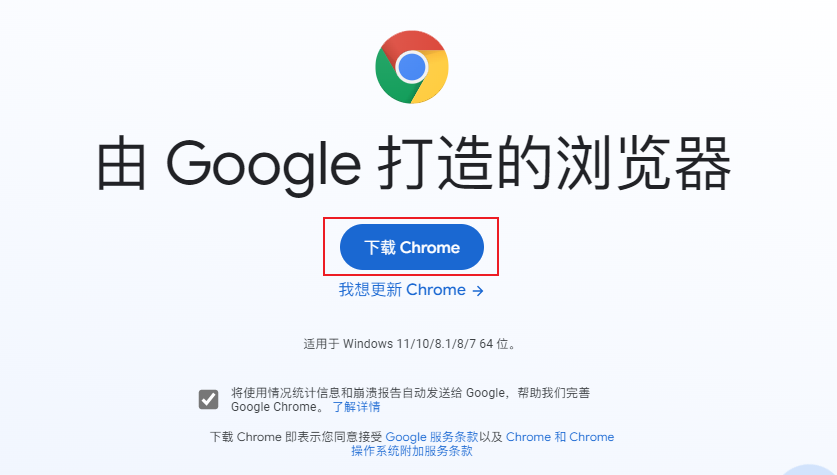 由 Google 打造的浏览器
下载 Chrome
我想更新 Chrome →
适用于 Windows 11/10/8.1/8/7 64 位。
将使用情况统计信息和崩溃报告自动发送给 Google，帮助我们完善
Google Chrome。 了解详情
下载 Chrome 即表示您同意接受 Google 服务条款以及 Chrome 和 Chrome
操作系统附加服务条款